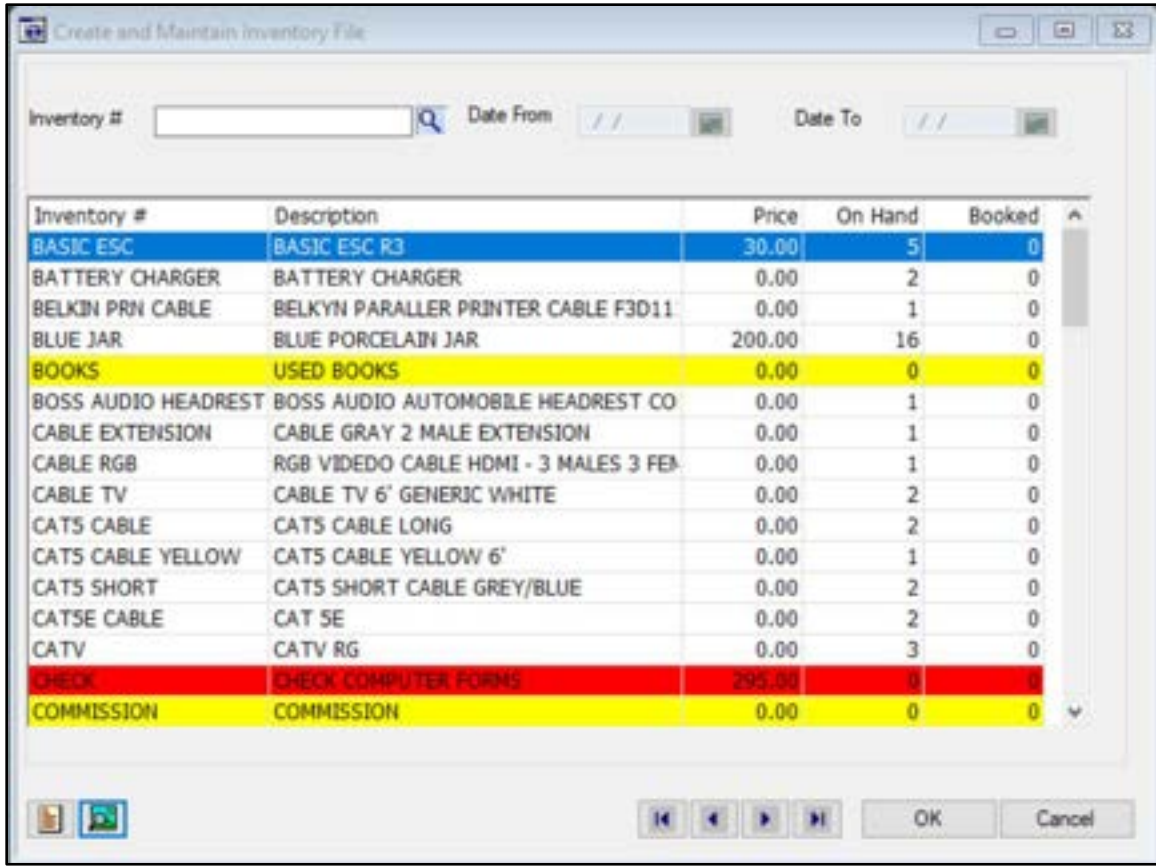 Create and Maintain Inventory File
Inventory # Date From / / Date To / /
Inventory # Description Price On Hand Booked
BASIC ESC BASIC ESC R3 30.00 5 0
BATTERY CHARGER BATTERY CHARGER 0.00 2 0
BELKIN PRN CABLE BELKYN PARALLER PRINTER CABLE F3D11 0.00 1 0
BLUE JAR BLUE PORCELAIN JAR 200.00 16 0
BOOKS USED BOOKS 0.00 0 0
BOSS AUDIO HEADREST BOSS AUDIO AUTOMOBILE HEADREST CO 0.00 1 0
CABLE EXTENSION CABLE GRAY 2 MALE EXTENSION 0.00 1 0
CABLE RGB RGB VIDEDO CABLE HDMI - 3 MALES 3 FEM 0.00 1 0
CABLE TV CABLE TV 6' GENERIC WHITE 0.00 2 0
CAT5 CABLE CAT5 CABLE LONG 0.00 2 0
CAT5 CABLE YELLOW CAT5 CABLE YELLOW 6' 0.00 1 0
CAT5 SHORT CAT5 SHORT CABLE GREY/BLUE 0.00 2 0
CAT5E CABLE CAT 5E 0.00 2 0
CATV CATV RG 0.00 3 0
CHECK CHECK COMPUTER FORMS 295.00 0 0
COMMISSION COMMISSION 0.00 0 0
OK Cancel